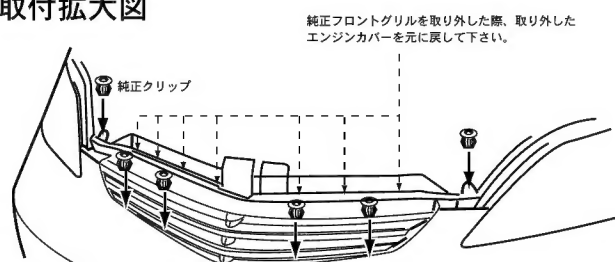 取付拡大図
純正フロントグリルを取り外した際、取り外した
エンジンカバーを元に戻して下さい。
純正クリップ